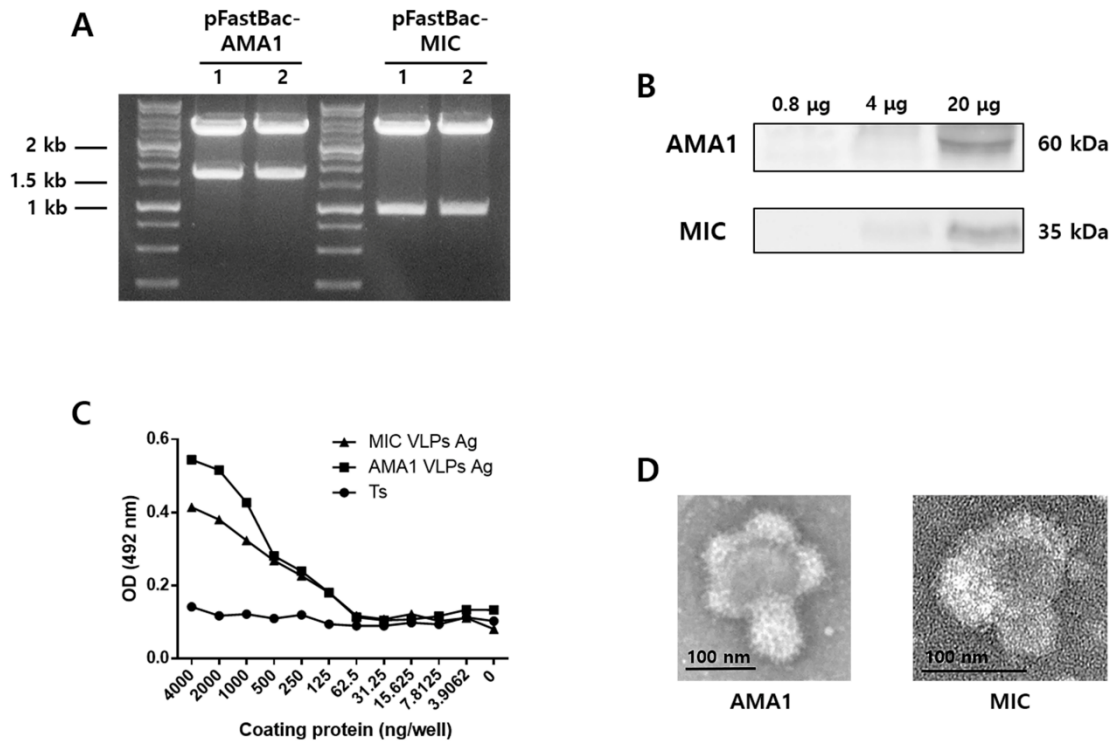 A
pFastBac-
AMA1
pFastBac-
MIC
1 2 1 2
2 kb
1.5 kb
1 kb
B
0.8 µg 4 µg 20 µg
AMA1 60 kDa
MIC 35 kDa
C
0.6
0.4
0.2
0.0
OD (492 nm)
MIC VLPs Ag
AMA1 VLPs Ag
Ts
4000 2000 1000 500 250 125 62.5 31.25 15.625 7.8125 3.9062 0
Coating protein (ng/well)
D
100 nm
AMA1
100 nm
MIC